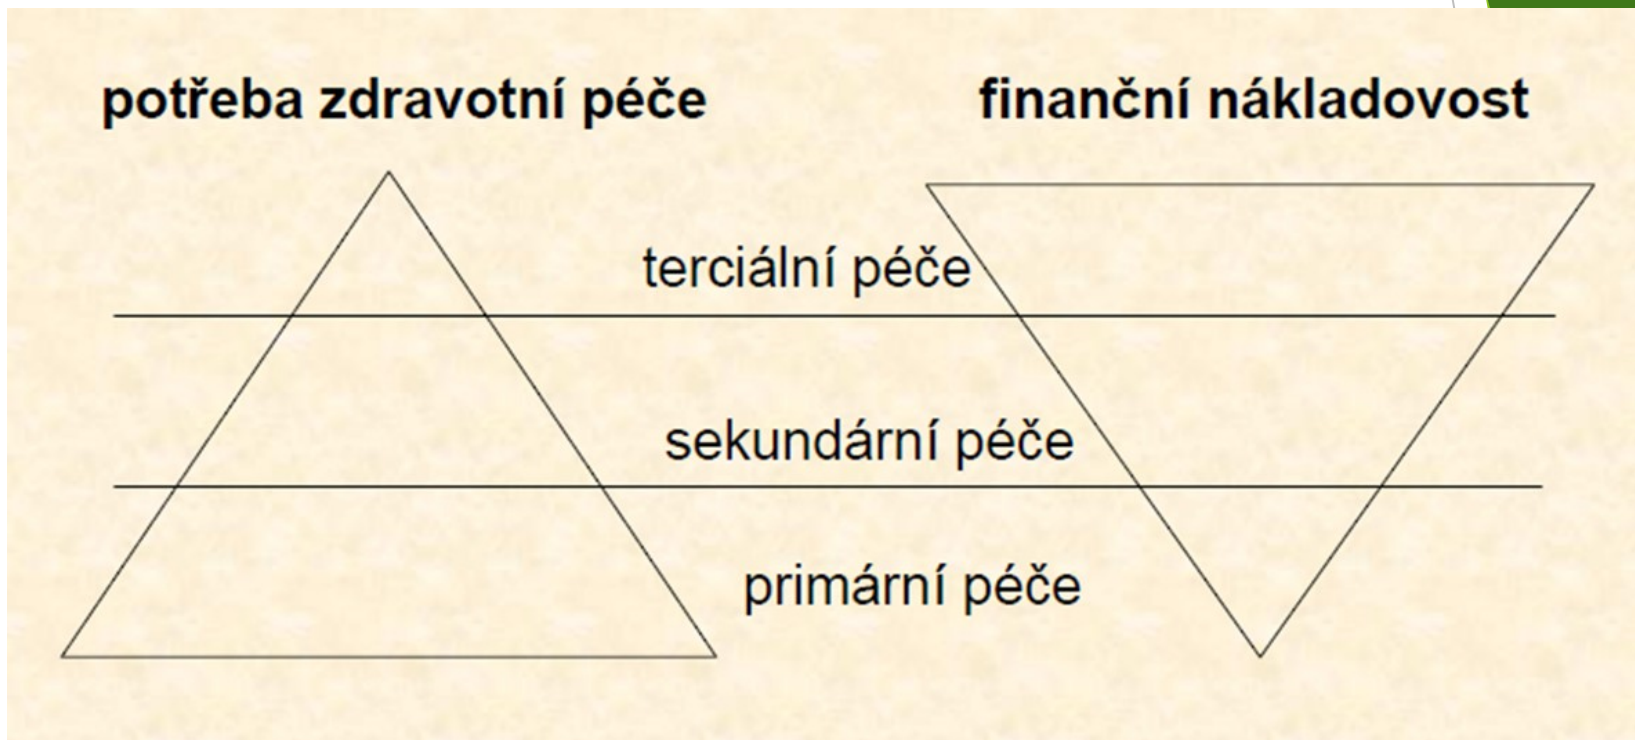 potřeba zdravotní péče
finanční nákladovost
terciální péče
sekundární péče
primární péče